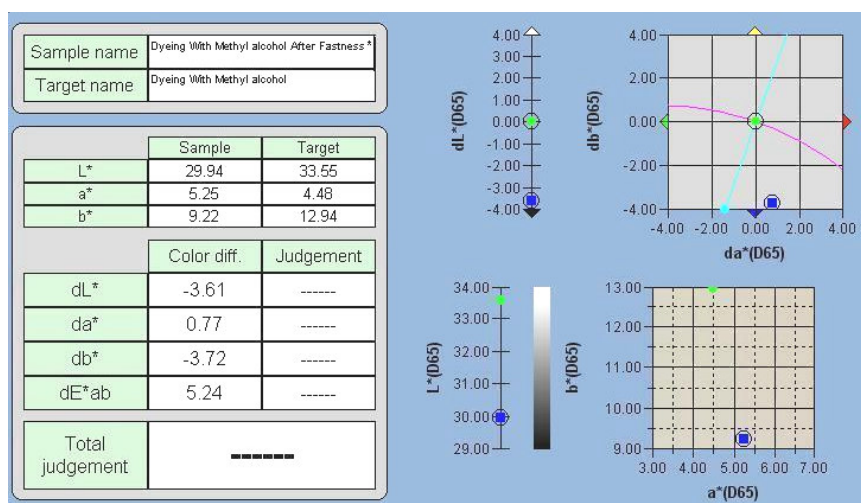 Sample name Dyeing With Methyl alcohol After Fastness *
Target name Dyeing With Methyl alcohol
Sample Target
L* 29.94 33.55
a* 5.25 4.48
b* 9.22 12.94
Color diff. Judgement
dL* -3.61 ------
da* 0.77 ------
db* -3.72 ------
dE*ab 5.24 ------
Total judgement ------
dL*(D65)
4.00
3.00
2.00
1.00
0.00
-1.00
-2.00
-3.00
-4.00
db*(D65)
4.00
2.00
0.00
-2.00
-4.00
-4.00 -2.00 0.00 2.00 4.00
da*(D65)
L*(D65)
34.00
33.00
32.00
31.00
30.00
29.00
b*(D65)
13.00
12.00
11.00
10.00
9.00
3.00 4.00 5.00 6.00 7.00
a*(D65)